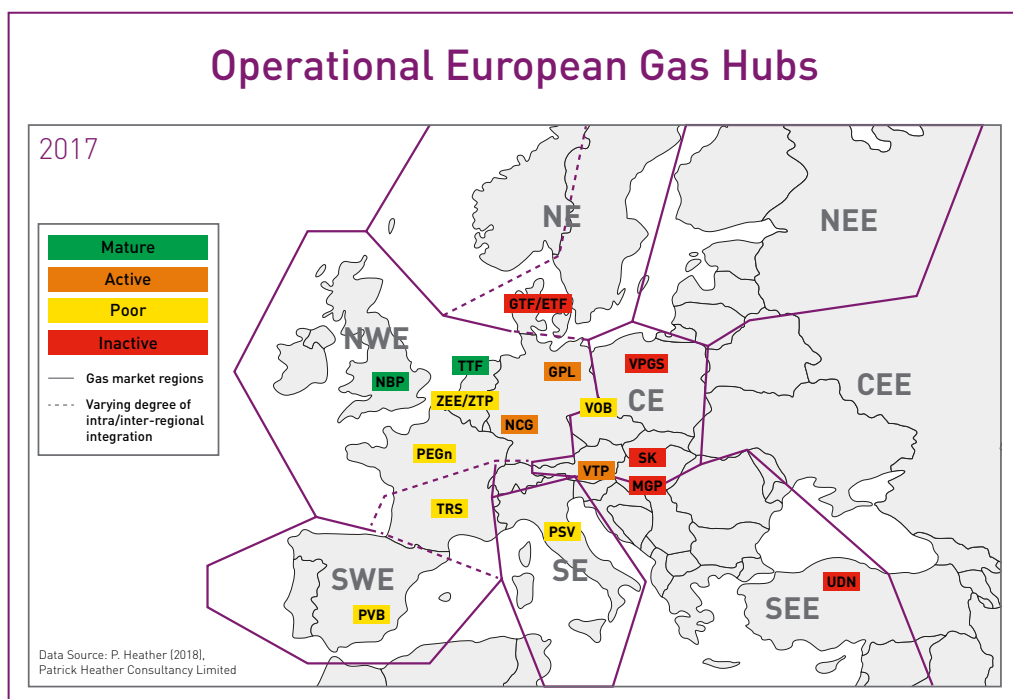 Operational European Gas Hubs
2017
Mature
Active
Poor
Inactive
Gas market regions
Varying degree of
intra/inter-regional
integration
NE
NEE
GTF/ETF
NWE
TTF
GPL
VPGS
NBP
CEE
ZEE/ZTP
VOB
CE
NCG
PEGn
SK
VTP
MGP
TRS
PSV
SE
SWE
UDN
SEE
PVB
Data Source: P. Heather (2018),
Patrick Heather Consultancy Limited